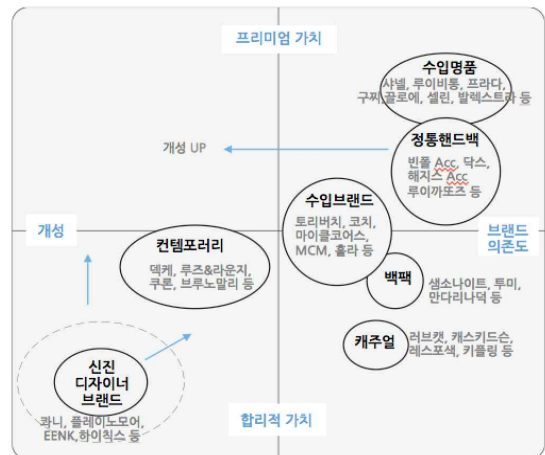 프리미엄 가치
수입명품
샤넬, 루이비통, 프라다,
구찌,끌로에, 셀린, 발렉스트라 등
정통핸드백
빈폴 Acc, 닥스,
해지스 Acc
루이까또즈 등
개성 UP
수입브랜드
토리버치, 코치,
마이클코어스,
MCM, 훌라 등
개성
브랜드
의존도
컨템포러리
덱케, 루즈&라운지,
쿠론, 브루노말리 등
백팩
샘소나이트, 투미,
만다리나덕 등
캐주얼
러브캣, 캐스키드슨,
레스포색, 키플링 등
신진
디자이너
브랜드
콰니, 플레이노모어,
EENK,하이칙스 등
합리적 가치